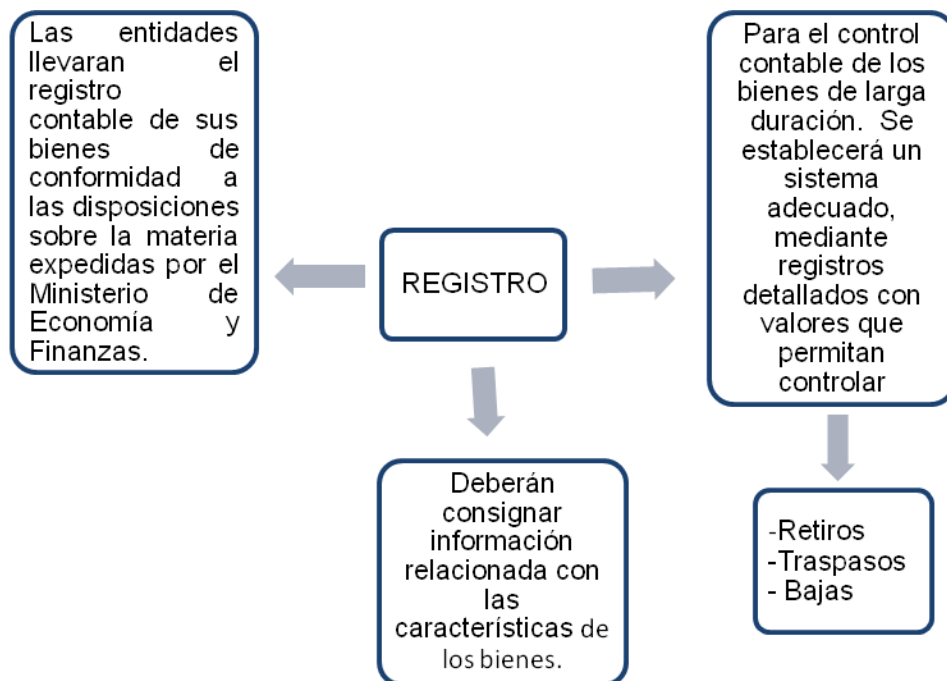 Las entidades
llevaran el
registro
contable de sus
bienes de
conformidad a
las disposiciones
sobre la materia
expedidas por el
Ministerio de
Economía y
Finanzas.
REGISTRO
Para el control
contable de los
bienes de larga
duración. Se
establecerá un
sistema
adecuado,
mediante
registros
detallados con
valores que
permitan
controlar
Deberán
consignar
información
relacionada con
las
características de
los bienes.
-Retiros
-Traspasos
- Bajas